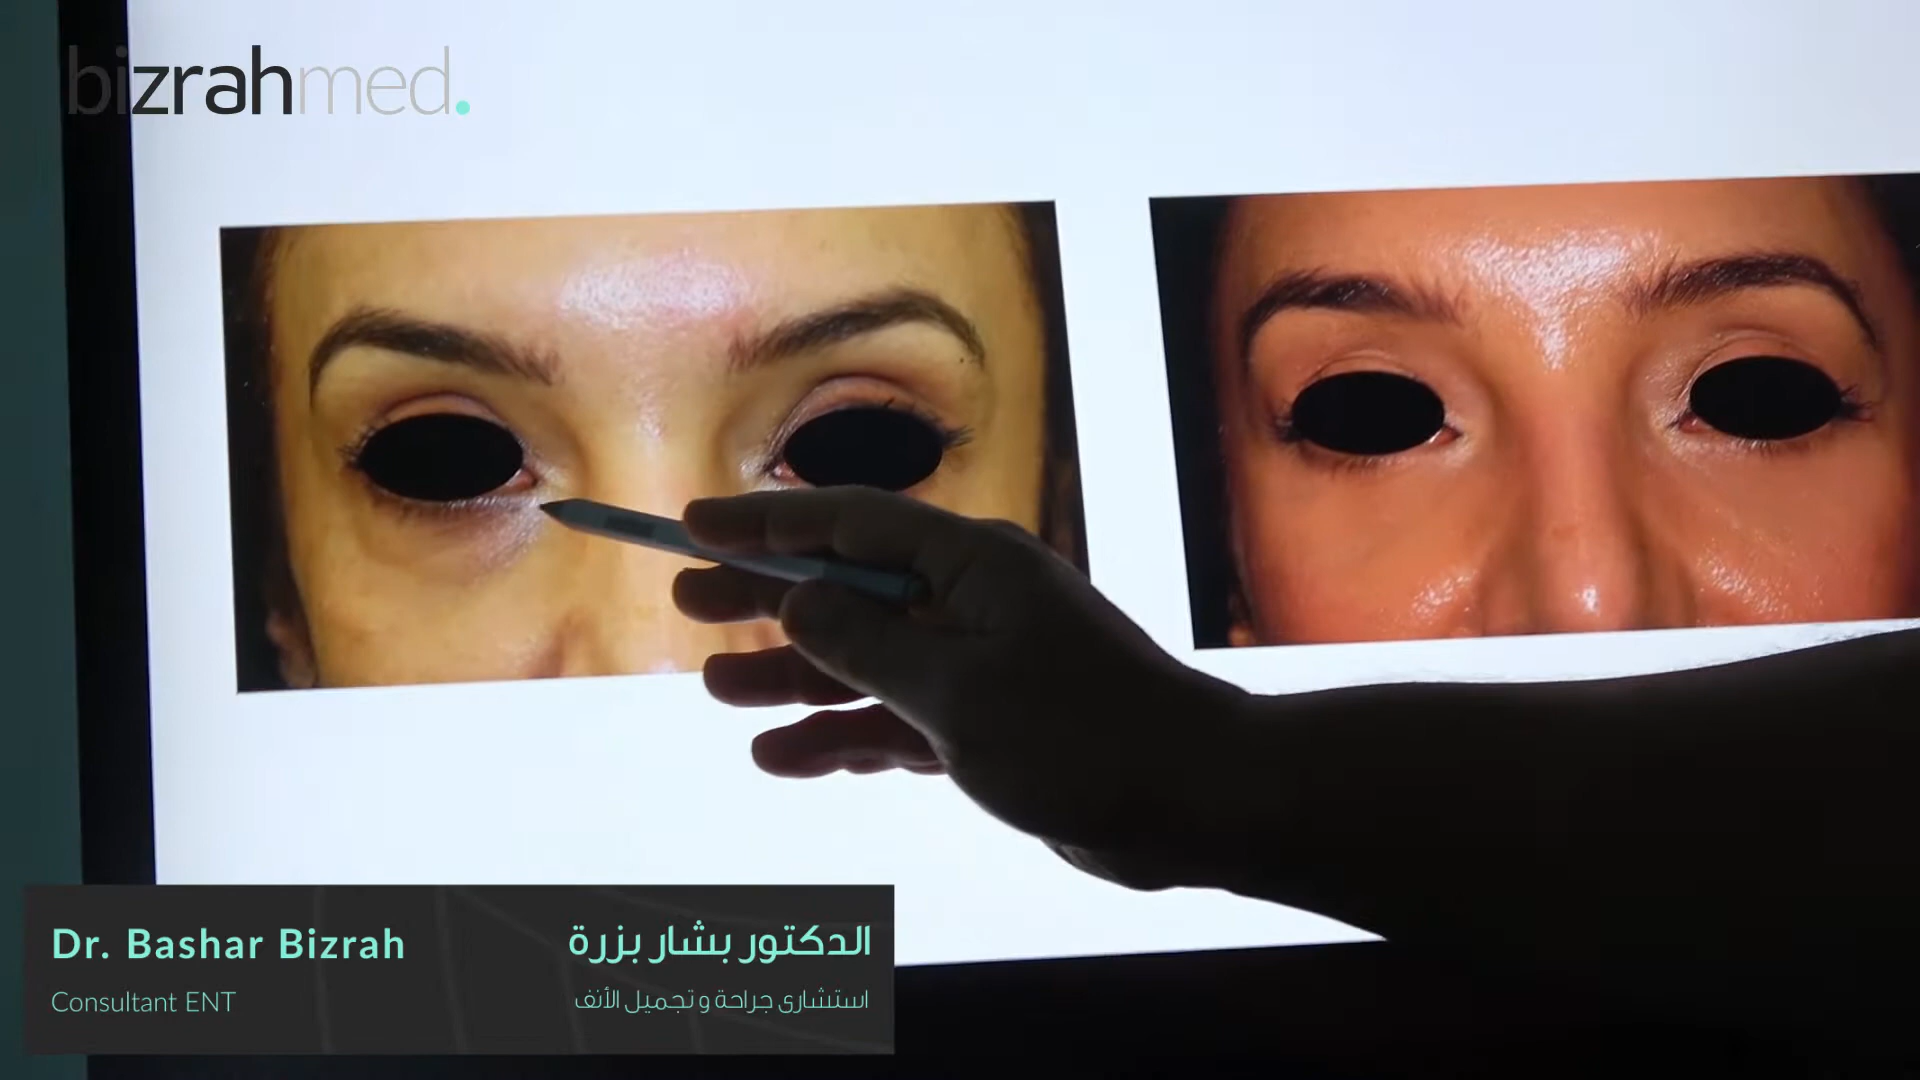 bizrahmed.
Dr. Bashar Bizrah
الدكتور بشار بزرة
Consultant ENT
استشاري جراحة و تجميل الأنف